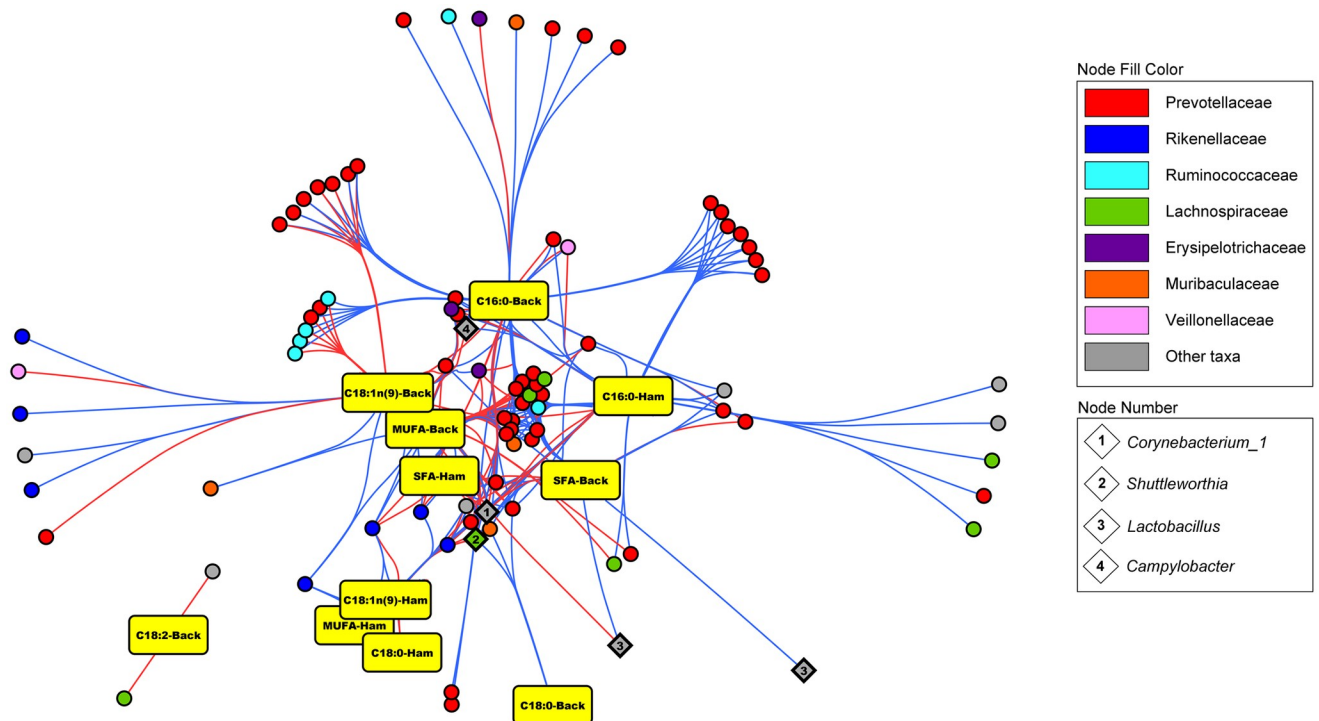 Node Fill Color
Prevotellaceae
Rikenellaceae
Ruminococcaceae
Lachnospiraceae
Erysipelotrichaceae
Muribaculaceae
Veillonellaceae
Other taxa
Node Number
1 Corynebacterium_1
2 Shuttleworthia
3 Lactobacillus
4 Campylobacter
C16:0-Back
4
C18:1n(9)-Back
C16:0-Ham
MUFA-Back
SFA-Ham
SFA-Back
1
2
C18:1n(9)-Ham
MUFA-Ham
C18:2-Back
C18:0-Ham
3
3
C18:0-Back